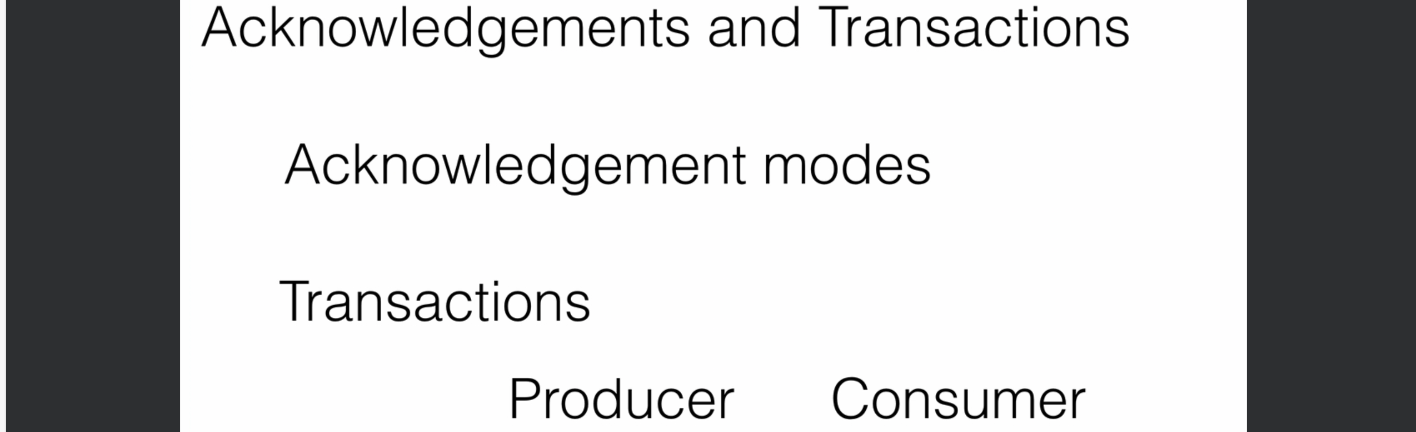 Acknowledgements and Transactions
Acknowledgement modes
Transactions
Producer Consumer